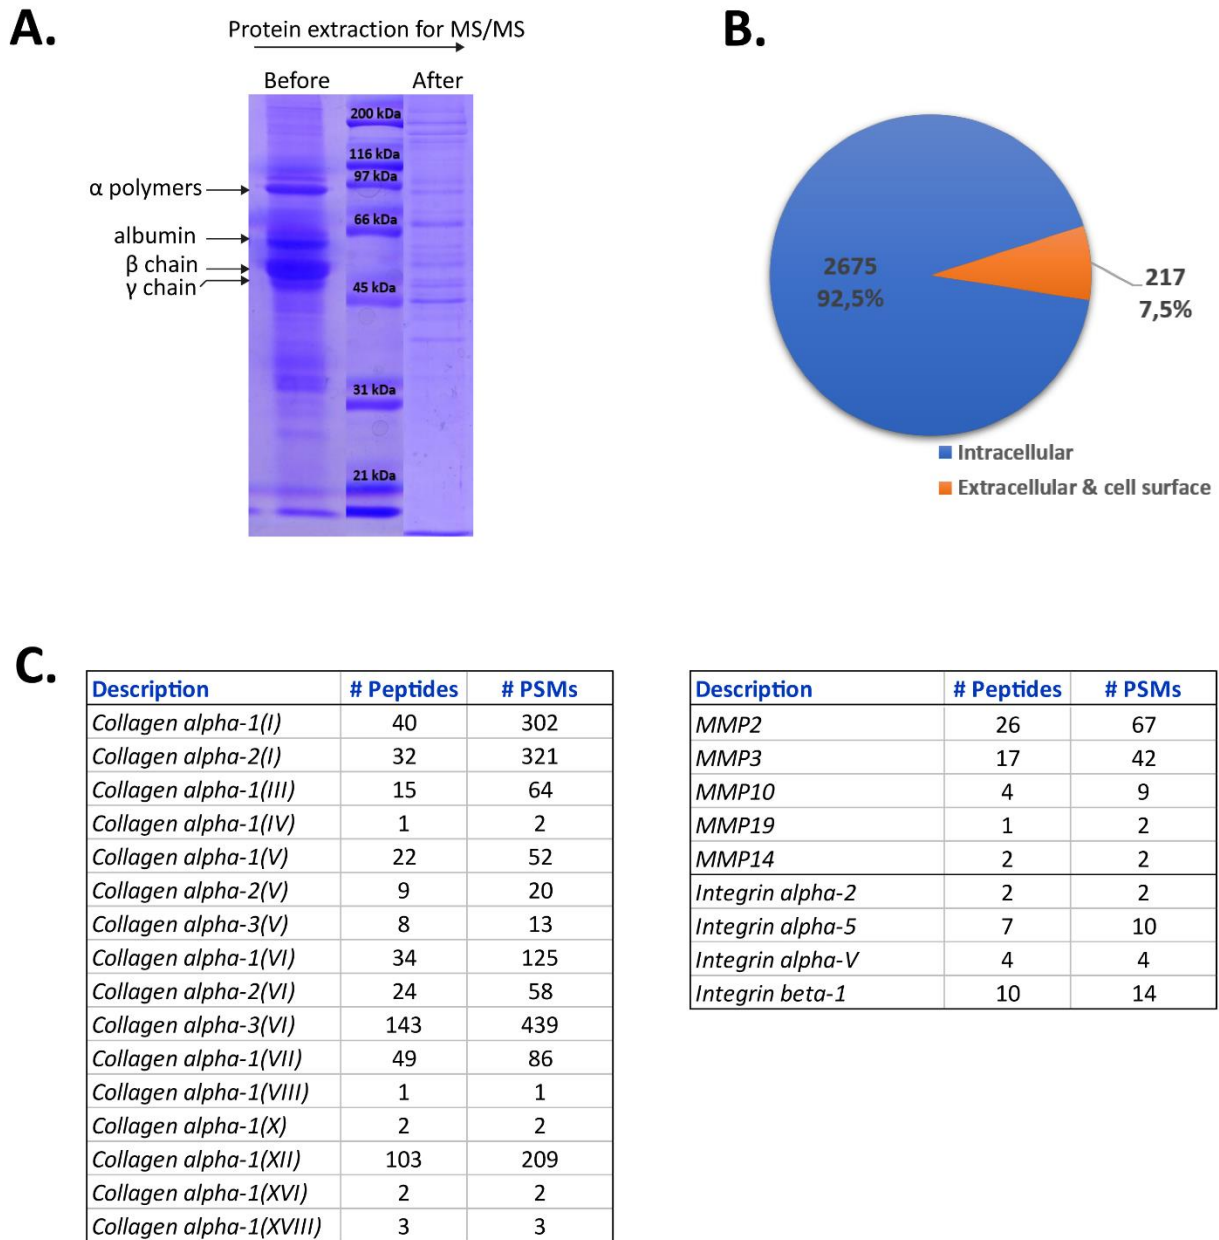 A.
Protein extraction for MS/MS
Before
After
200 kDa
116 kDa
97 kDa
66 kDa
45 kDa
31 kDa
21 kDa
α polymers
albumin
β chain
γ chain
B.
2675
92,5%
217
7,5%
Intracellular
Extracellular & cell surface
C.
Description # Peptides # PSMs
Collagen alpha-1(I) 40 302
Collagen alpha-2(I) 32 321
Collagen alpha-1(III) 15 64
Collagen alpha-1(IV) 1 2
Collagen alpha-1(V) 22 52
Collagen alpha-2(V) 9 20
Collagen alpha-3(V) 8 13
Collagen alpha-1(VI) 34 125
Collagen alpha-2(VI) 24 58
Collagen alpha-3(VI) 143 439
Collagen alpha-1(VII) 49 86
Collagen alpha-1(VIII) 1 1
Collagen alpha-1(X) 2 2
Collagen alpha-1(XII) 103 209
Collagen alpha-1(XVI) 2 2
Collagen alpha-1(XVIII) 3 3
Description # Peptides # PSMs
MMP2 26 67
MMP3 17 42
MMP10 4 9
MMP19 1 2
MMP14 2 2
Integrin alpha-2 2 2
Integrin alpha-5 7 10
Integrin alpha-V 4 4
Integrin beta-1 10 14